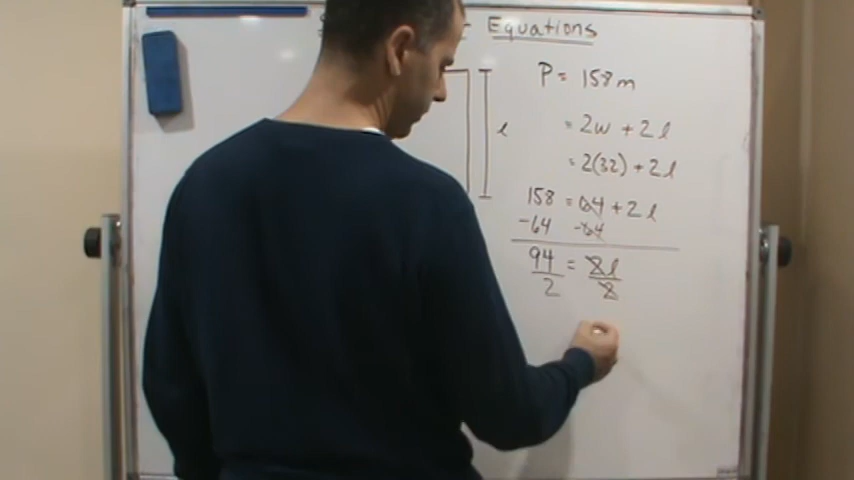 Equations
P = 158m
l
= 2w + 2l
= 2(32) + 2l
158 = 64 + 2l
-64 -64
94 = 2l
2 2